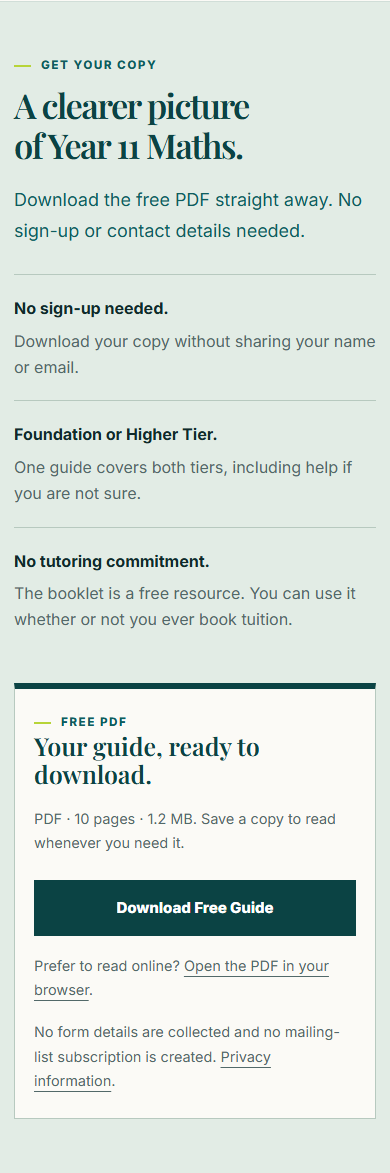 GET YOUR COPY
A clearer picture
of Year 11 Maths.
Download the free PDF straight away. No
sign-up or contact details needed.
No sign-up needed.
Download your copy without sharing your name
or email.
Foundation or Higher Tier.
One guide covers both tiers, including help if
you are not sure.
No tutoring commitment.
The booklet is a free resource. You can use it
whether or not you ever book tuition.
FREE PDF
Your guide, ready to
download.
PDF · 10 pages · 1.2 MB. Save a copy to read
whenever you need it.
Download Free Guide
Prefer to read online? Open the PDF in your
browser.
No form details are collected and no mailing-
list subscription is created. Privacy
information.